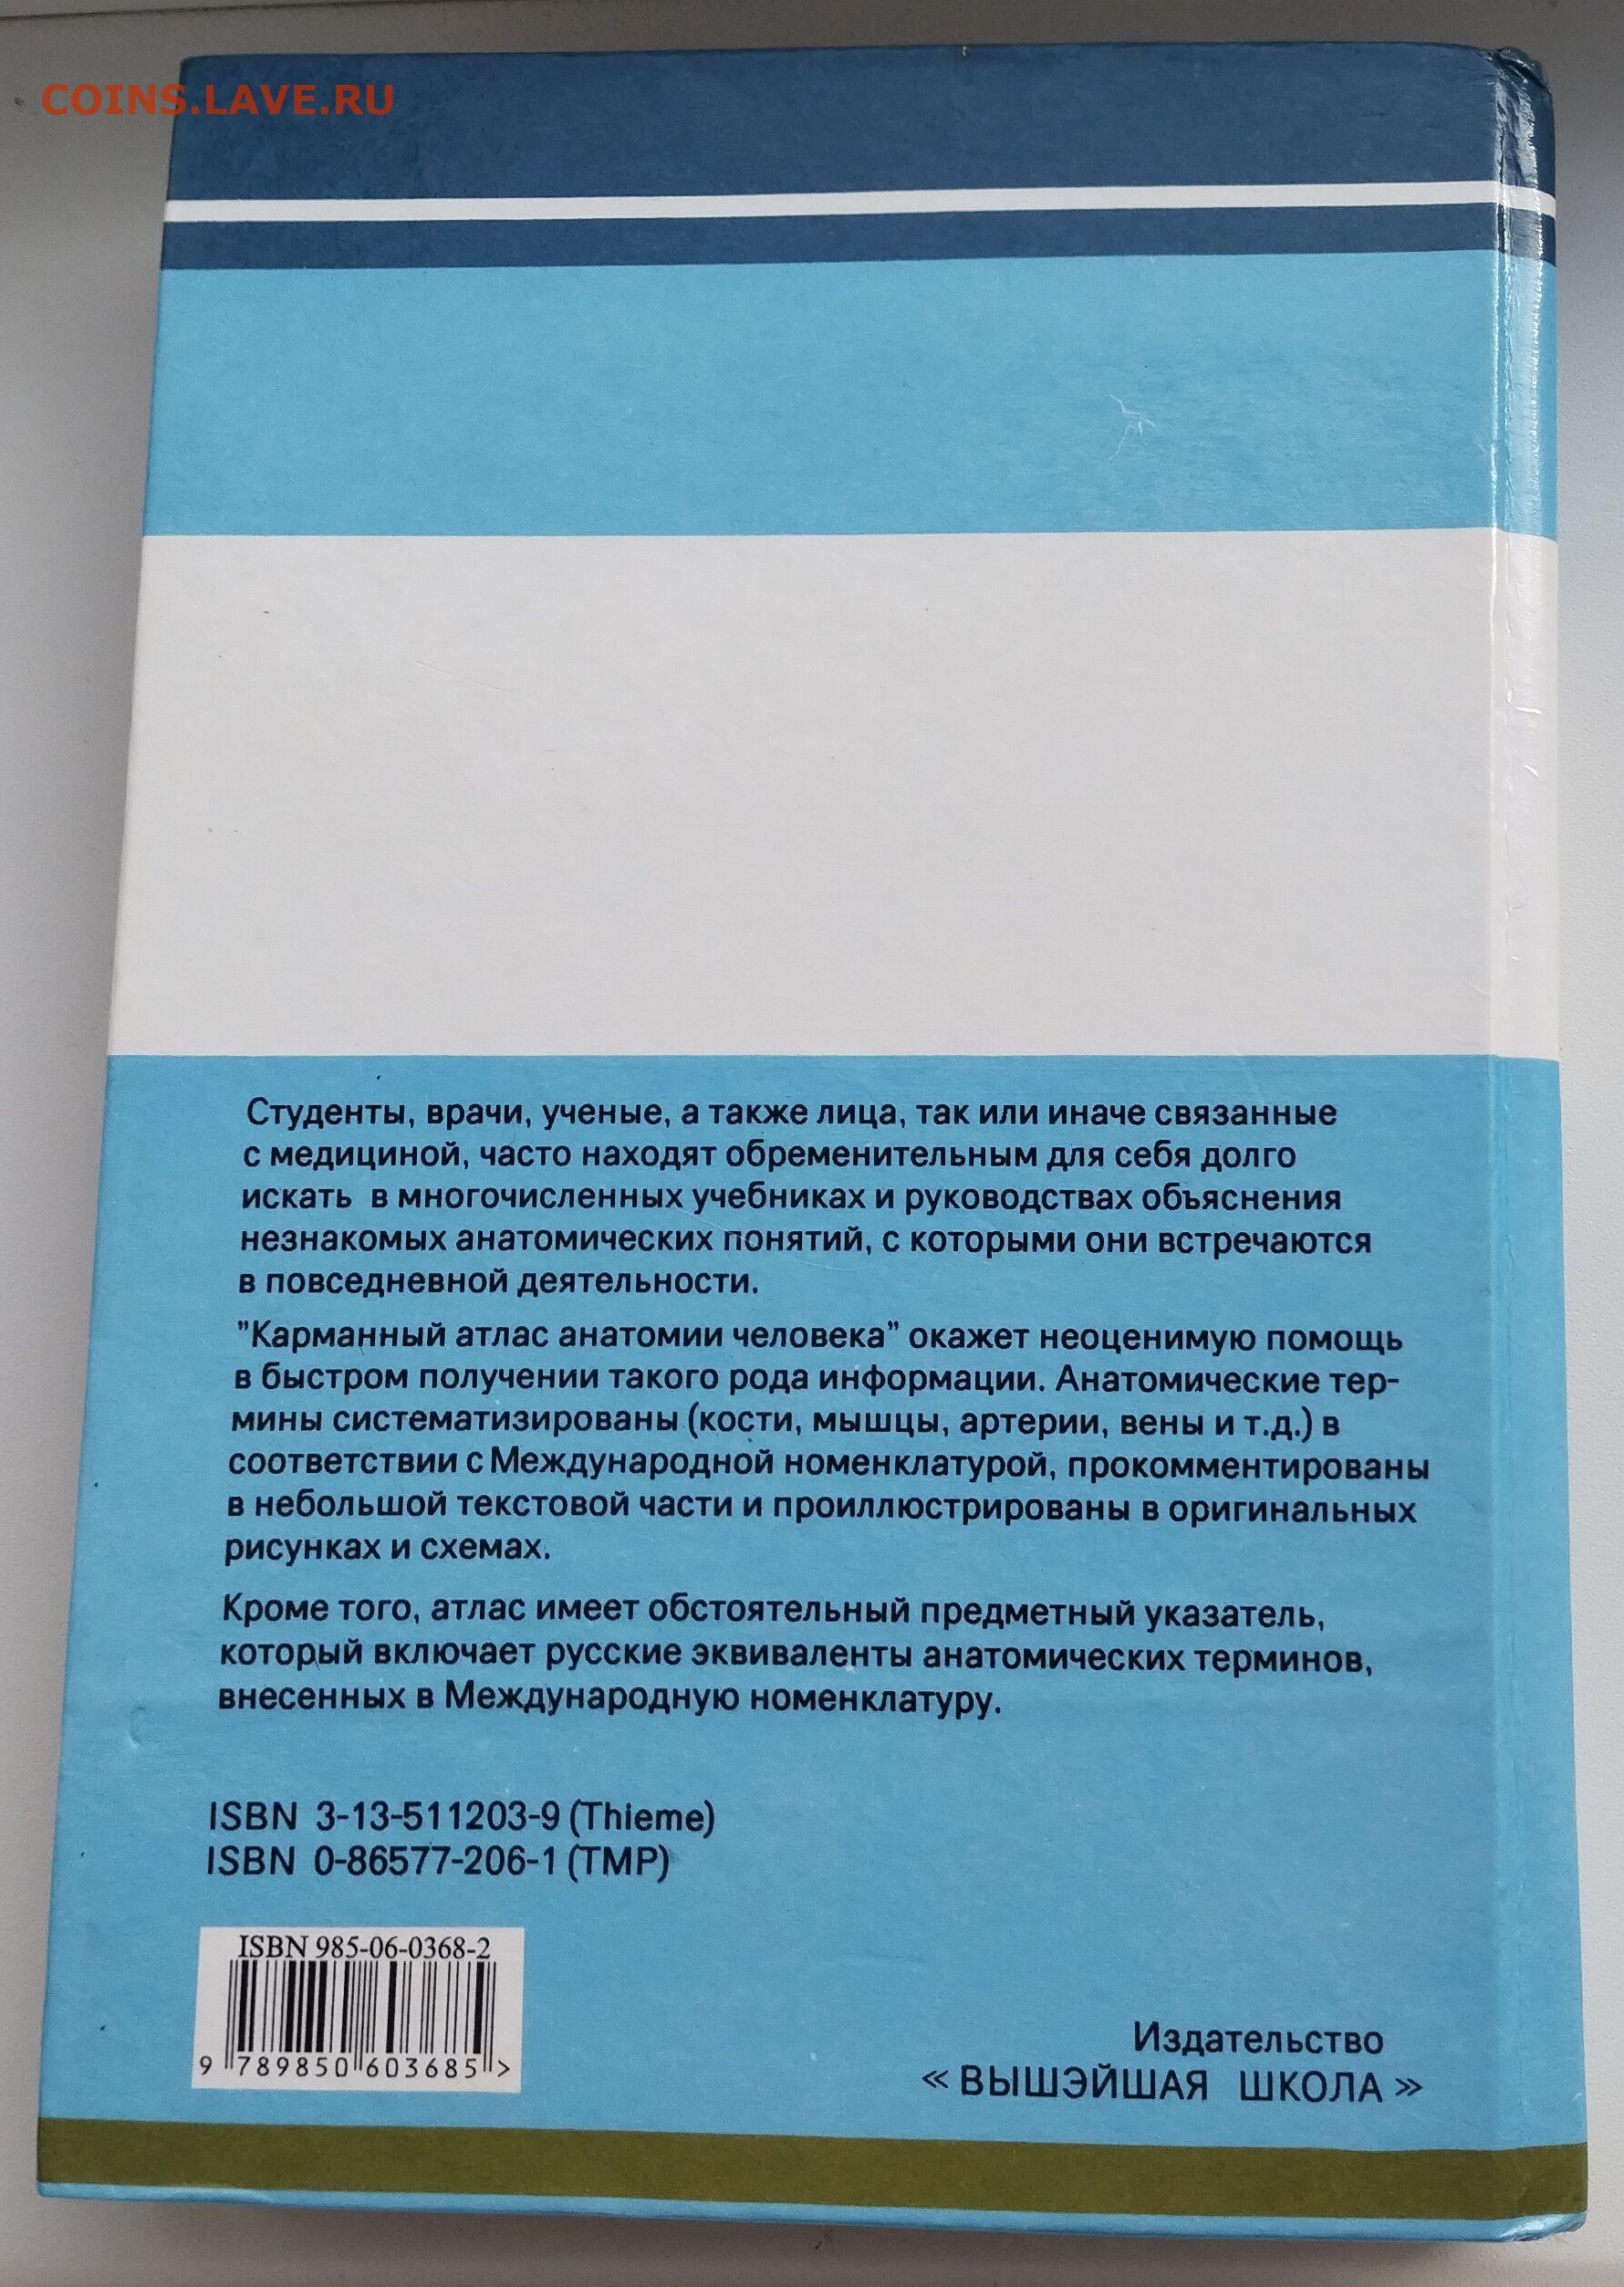 COINS.LAVE.RU
Студенты, врачи, ученые, а также лица, так или иначе связанные
с медициной, часто находят обременительным для себя долго
искать в многочисленных учебниках и руководствах объяснения
незнакомых анатомических понятий, с которыми они встречаются
в повседневной деятельности.
"Карманный атлас анатомии человека" окажет неоценимую помощь
в быстром получении такого рода информации. Анатомические тер-
мины систематизированы (кости, мышцы, артерии, вены и т.д.) в
соответствии с Международной номенклатурой, прокомментированы
в небольшой текстовой части и проиллюстрированы в оригинальных
рисунках и схемах.
Кроме того, атлас имеет обстоятельный предметный указатель,
который включает русские эквиваленты анатомических терминов,
внесенных в Международную номенклатуру.
ISBN 3-13-511203-9 (Thieme)
ISBN 0-86577-206-1 (TMP)
ISBN 985-06-0368-2
9 789850 603685 >
Издательство
« ВЫШЭЙШАЯ ШКОЛА »